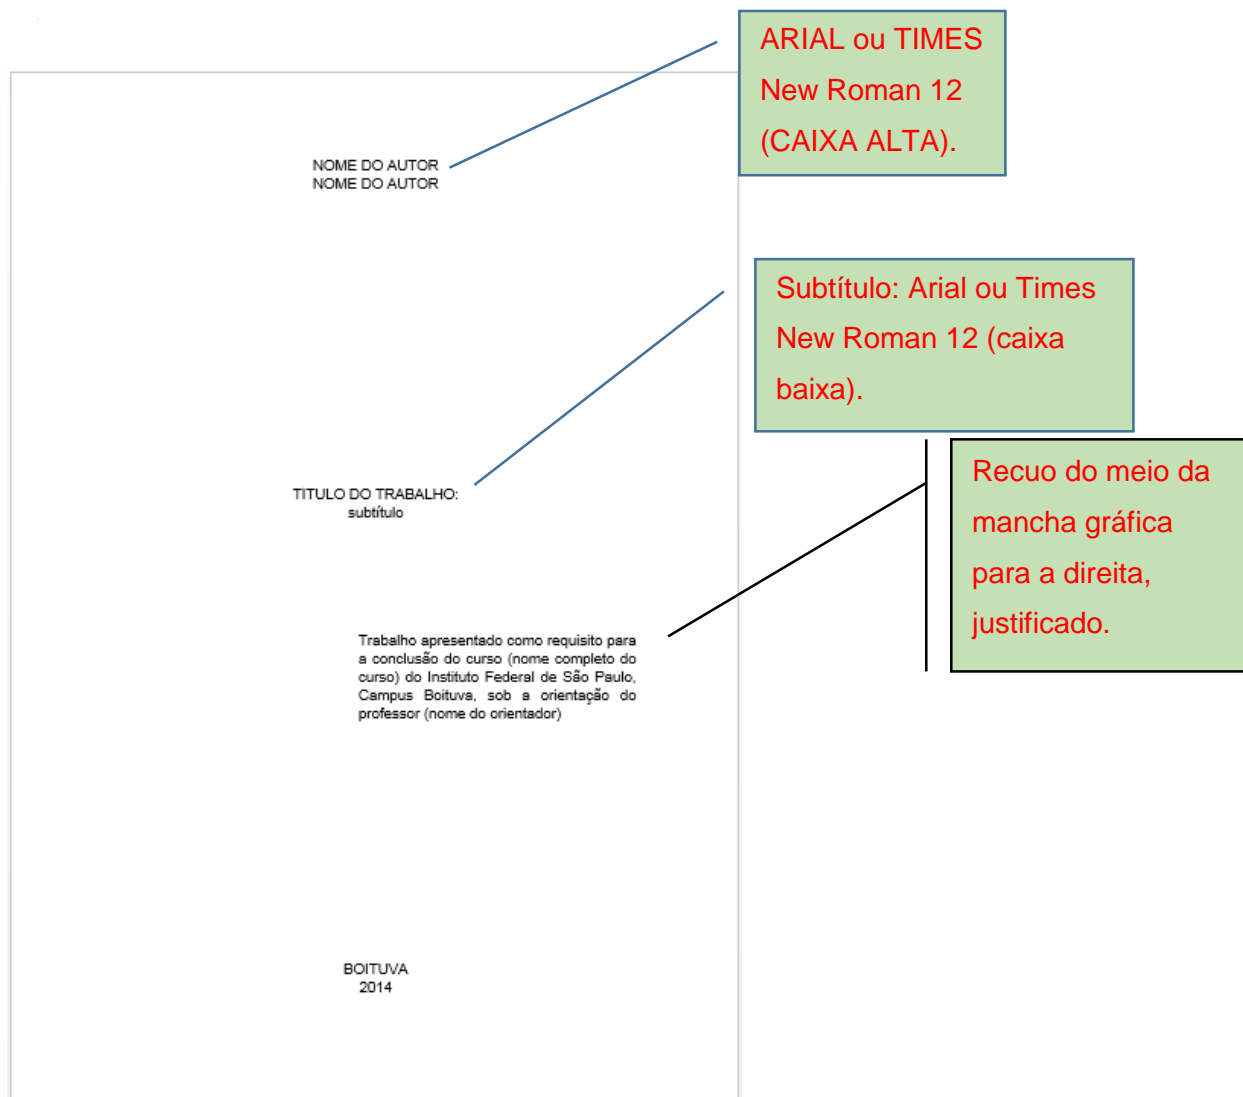 ARIAL ou TIMES
New Roman 12
(CAIXA ALTA).
NOME DO AUTOR
NOME DO AUTOR
Subtítulo: Arial ou Times
New Roman 12 (caixa
baixa).
TITULO DO TRABALHO:
subtítulo
Recuo do meio da
mancha gráfica
para a direita,
justificado.
Trabalho apresentado como requisito para
a conclusão do curso (nome completo do
curso) do Instituto Federal de São Paulo,
Campus Boituva, sob a orientação do
professor (nome do orientador)
BOITUVA
2014